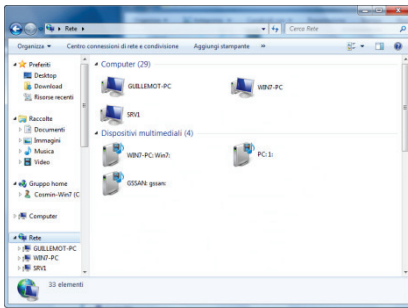 Rete
Cerca Rete
Organizza
Centro connessioni di rete e condivisione
Aggiungi stampante
»
Preferiti
Desktop
Download
Risorse recenti
Raccolte
Documenti
Immagini
Musica
Video
Gruppo home
Cosmin-Win7 (C
Computer
Rete
GUILLEMOT-PC
WIN7-PC
SRV1
Computer (29)
GUILLEMOT-PC
WIN7-PC
SRV1
Dispositivi multimediali (4)
WIN7-PC: Win7:
PC: 1:
GSSAN: gssan:
33 elementi